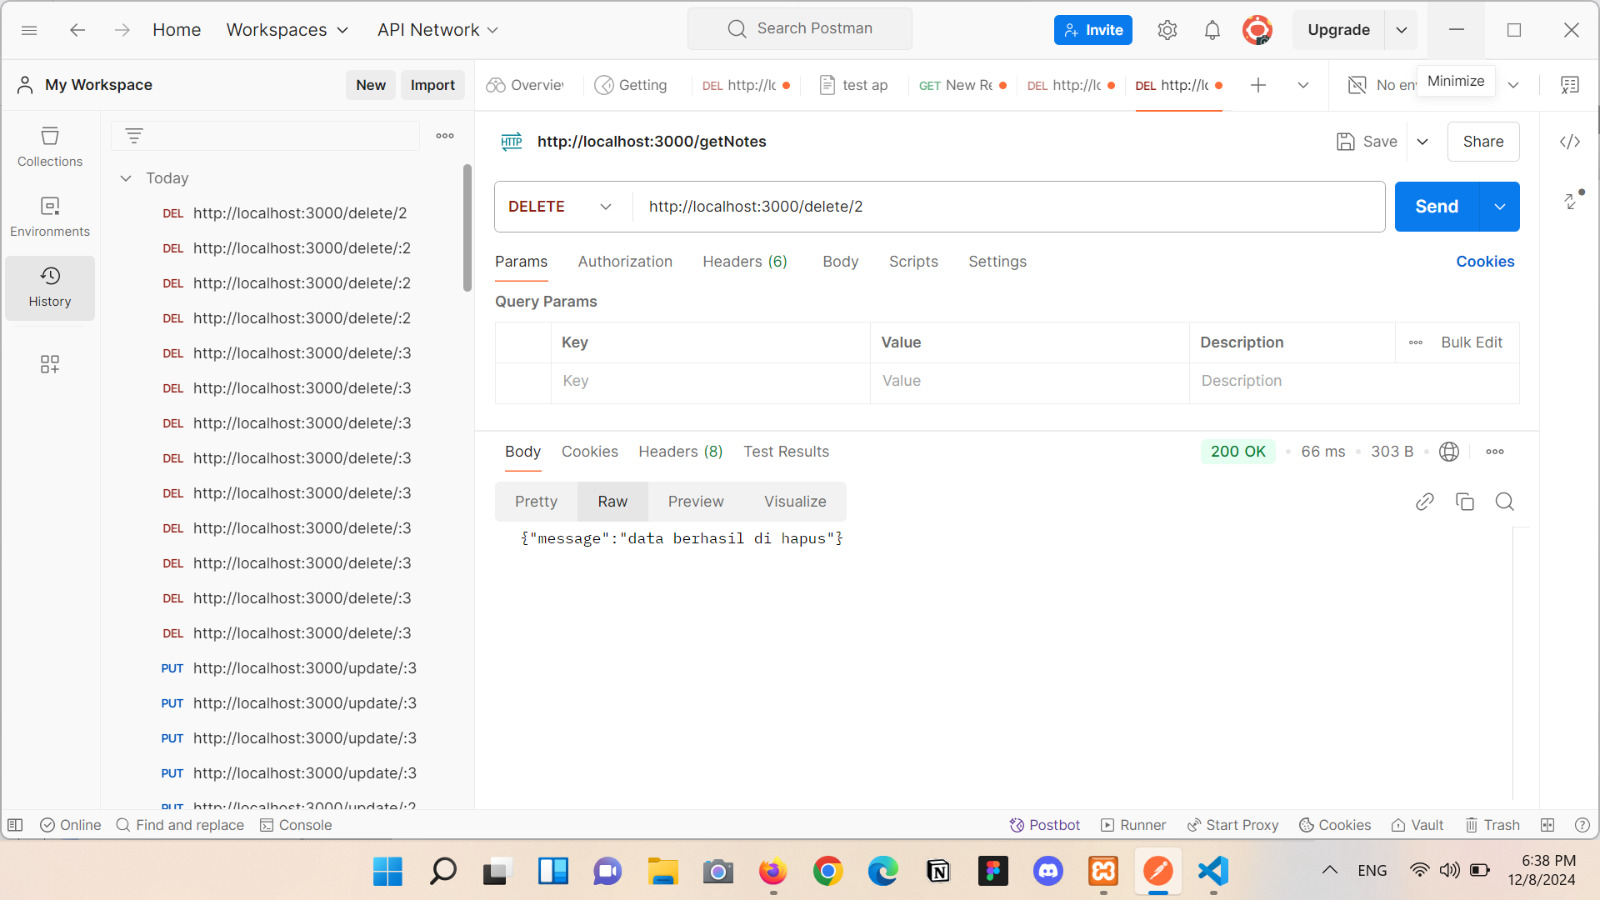 Home Workspaces API Network Search Postman Invite Upgrade
My Workspace New Import Overview Getting DEL http://lc test ap GET New Re DEL http://lc DEL http://lc No env Minimize
http://localhost:3000/getNotes Save Share
Collections
Environments
History
Today
DEL http://localhost:3000/delete/2
DEL http://localhost:3000/delete/:2
DEL http://localhost:3000/delete/:2
DEL http://localhost:3000/delete/:2
DEL http://localhost:3000/delete/:3
DEL http://localhost:3000/delete/:3
DEL http://localhost:3000/delete/:3
DEL http://localhost:3000/delete/:3
DEL http://localhost:3000/delete/:3
DEL http://localhost:3000/delete/:3
DEL http://localhost:3000/delete/:3
DEL http://localhost:3000/delete/:3
DEL http://localhost:3000/delete/:3
PUT http://localhost:3000/update/:3
PUT http://localhost:3000/update/:3
PUT http://localhost:3000/update/:3
PUT http://localhost:3000/update/:3
PUT http://localhost:3000/update/:2
DELETE http://localhost:3000/delete/2 Send
Params Authorization Headers (6) Body Scripts Settings Cookies
Query Params
Key Value Description Bulk Edit
Key Value Description
Body Cookies Headers (8) Test Results 200 OK 66 ms 303 B
Pretty Raw Preview Visualize
{"message":"data berhasil di hapus"}
Online Find and replace Console Postbot Runner Start Proxy Cookies Vault Trash
ENG 6:38 PM
12/8/2024